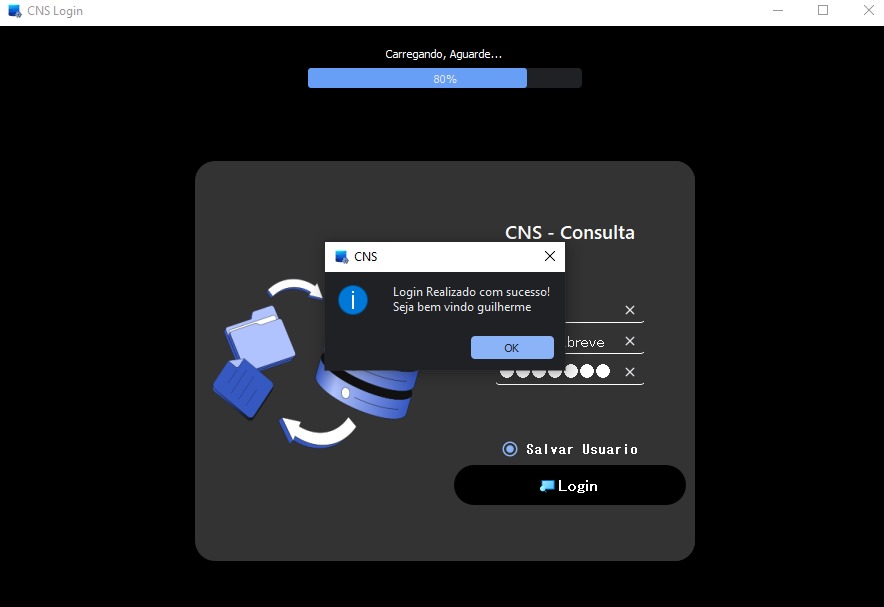 CNS Login
Carregando, Aguarde...
80%
CNS - Consulta
CNS
Login Realizado com sucesso!
Seja bem vindo guilherme
OK
Salvar Usuario
Login